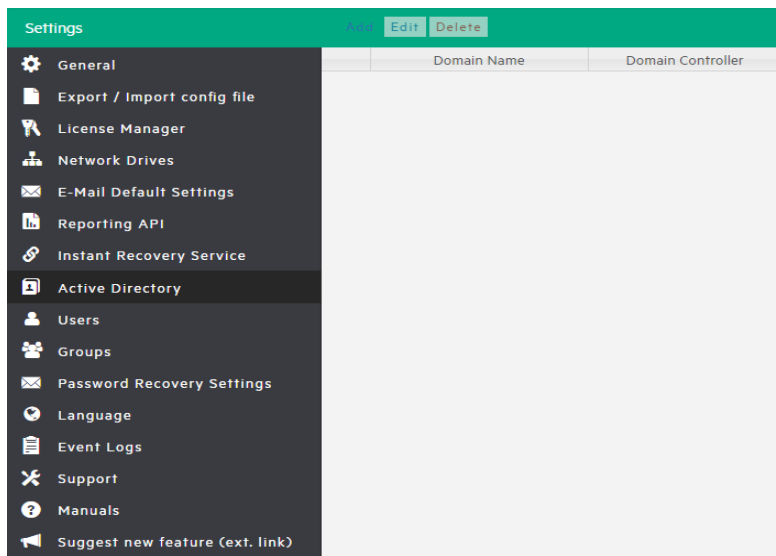 Settings
Add Edit Delete
Domain Name Domain Controller
General
Export / Import config file
License Manager
Network Drives
E-Mail Default Settings
Reporting API
Instant Recovery Service
Active Directory
Users
Groups
Password Recovery Settings
Language
Event Logs
Support
Manuals
Suggest new feature (ext. link)